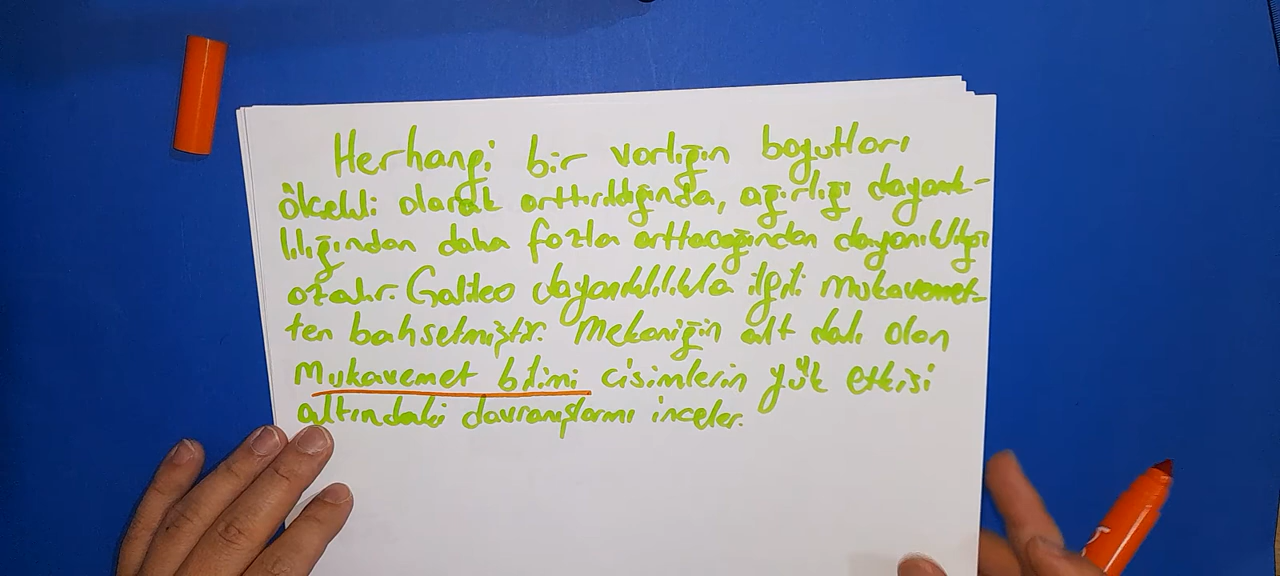 Herhangi bir varlığın boyutları
ölçekli olarak arttırıldığında, ağırlığı dayanık-
lılığından daha fazla artacağından dayanıklılığı
azalır. Galileo dayanıklılıkla ilgili mukavemet-
ten bahsetmiştir. Mekaniğin alt dalı olan
Mukavemet bilimi cisimlerin yük etkisi
altındaki davranışlarını inceler.